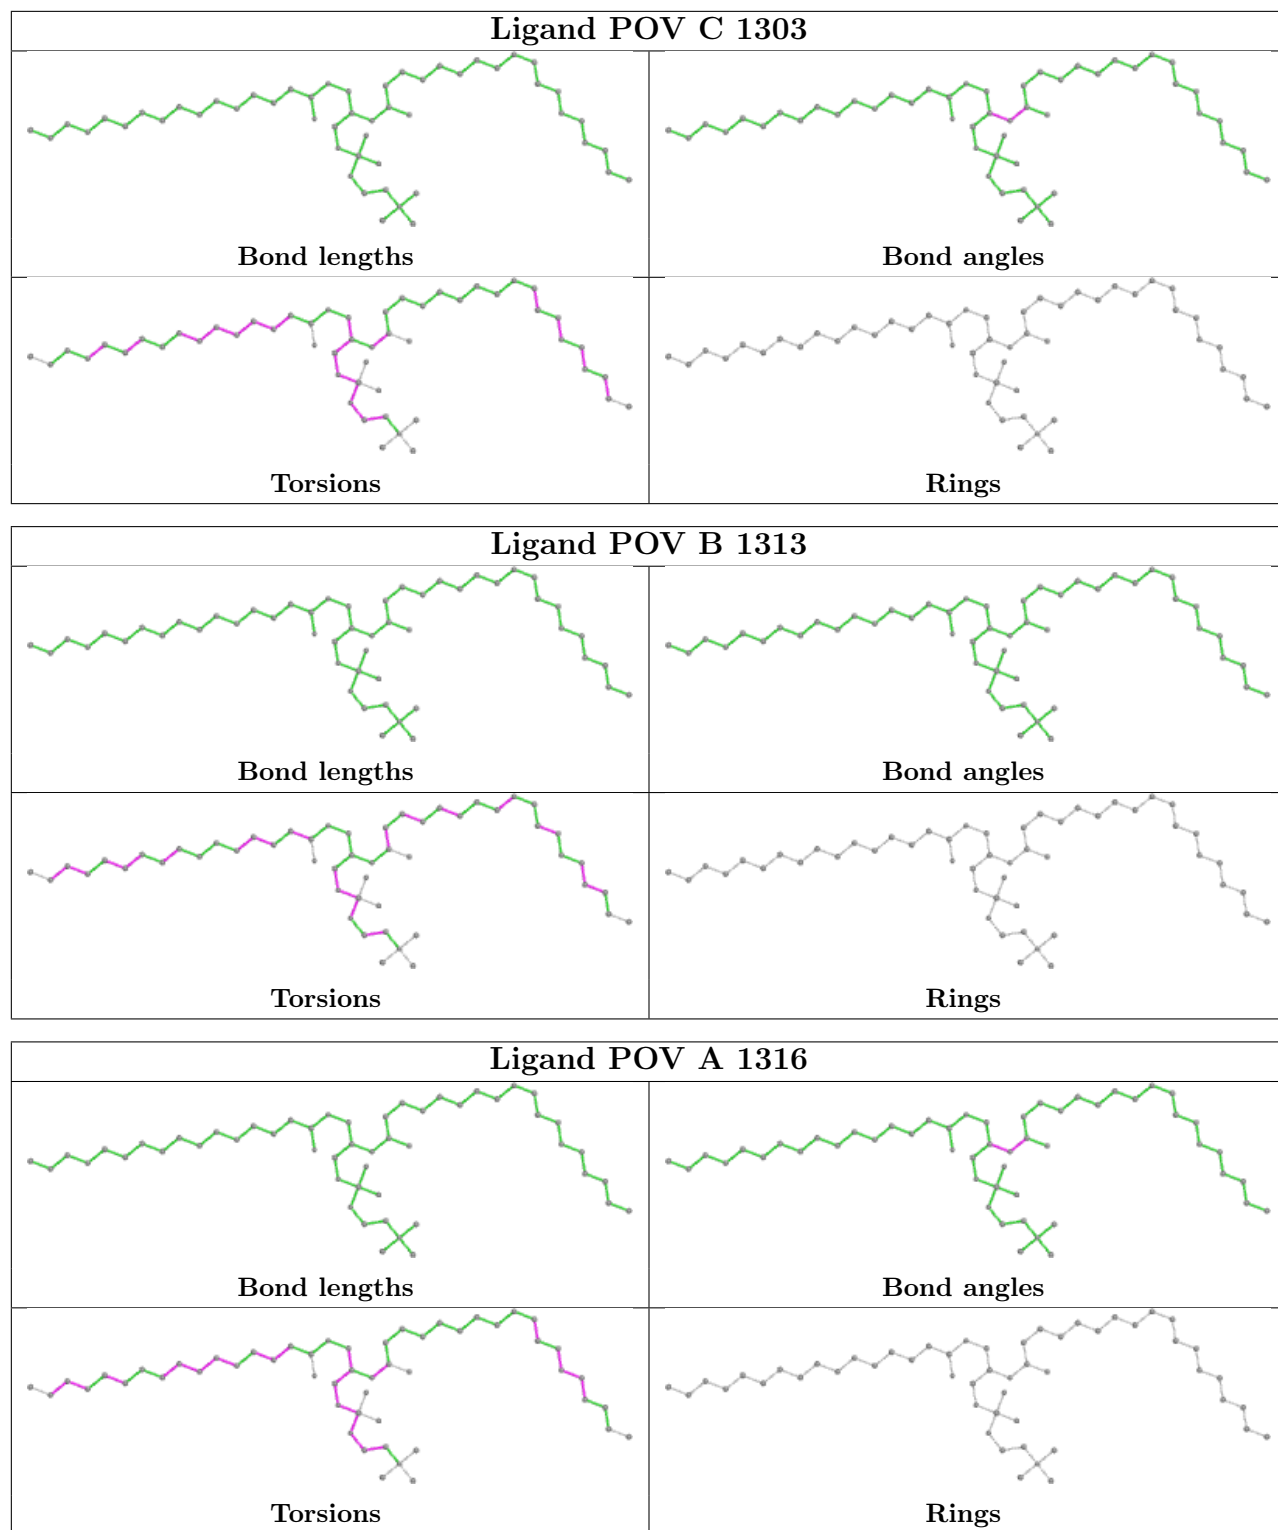 Ligand POV C 1303
Bond lengths
Bond angles
Torsions
Rings
Ligand POV B 1313
Bond lengths
Bond angles
Torsions
Rings
Ligand POV A 1316
Bond lengths
Bond angles
Torsions
Rings